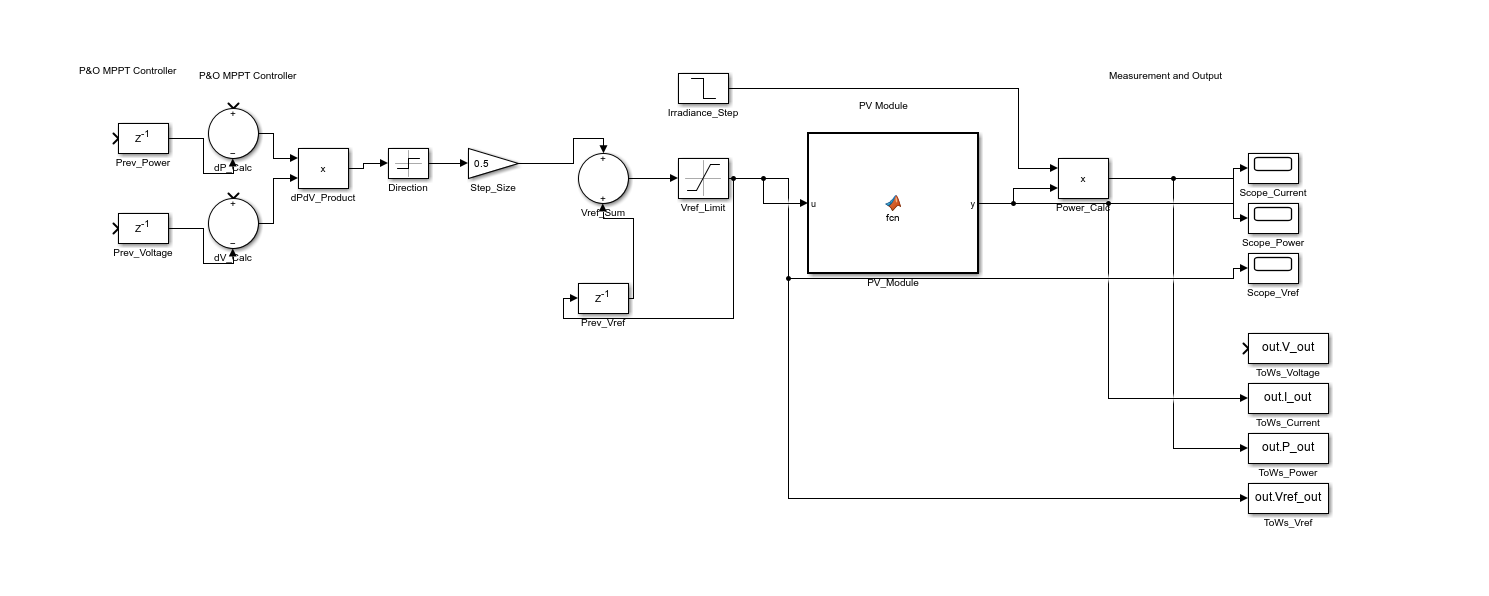 P&O MPPT Controller
P&O MPPT Controller
Measurement and Output
z-1
Prev_Power
+
−
dP_Calc
z-1
Prev_Voltage
+
−
dV_Calc
x
dPdV_Product
Direction
0.5
Step_Size
+
+
Vref_Sum
z-1
Prev_Vref
Irradiance_Step
Vref_Limit
PV Module
u
fcn
y
PV_Module
x
Power_Calc
Scope_Current
Scope_Power
Scope_Vref
out.V_out
ToWs_Voltage
out.I_out
ToWs_Current
out.P_out
ToWs_Power
out.Vref_out
ToWs_Vref